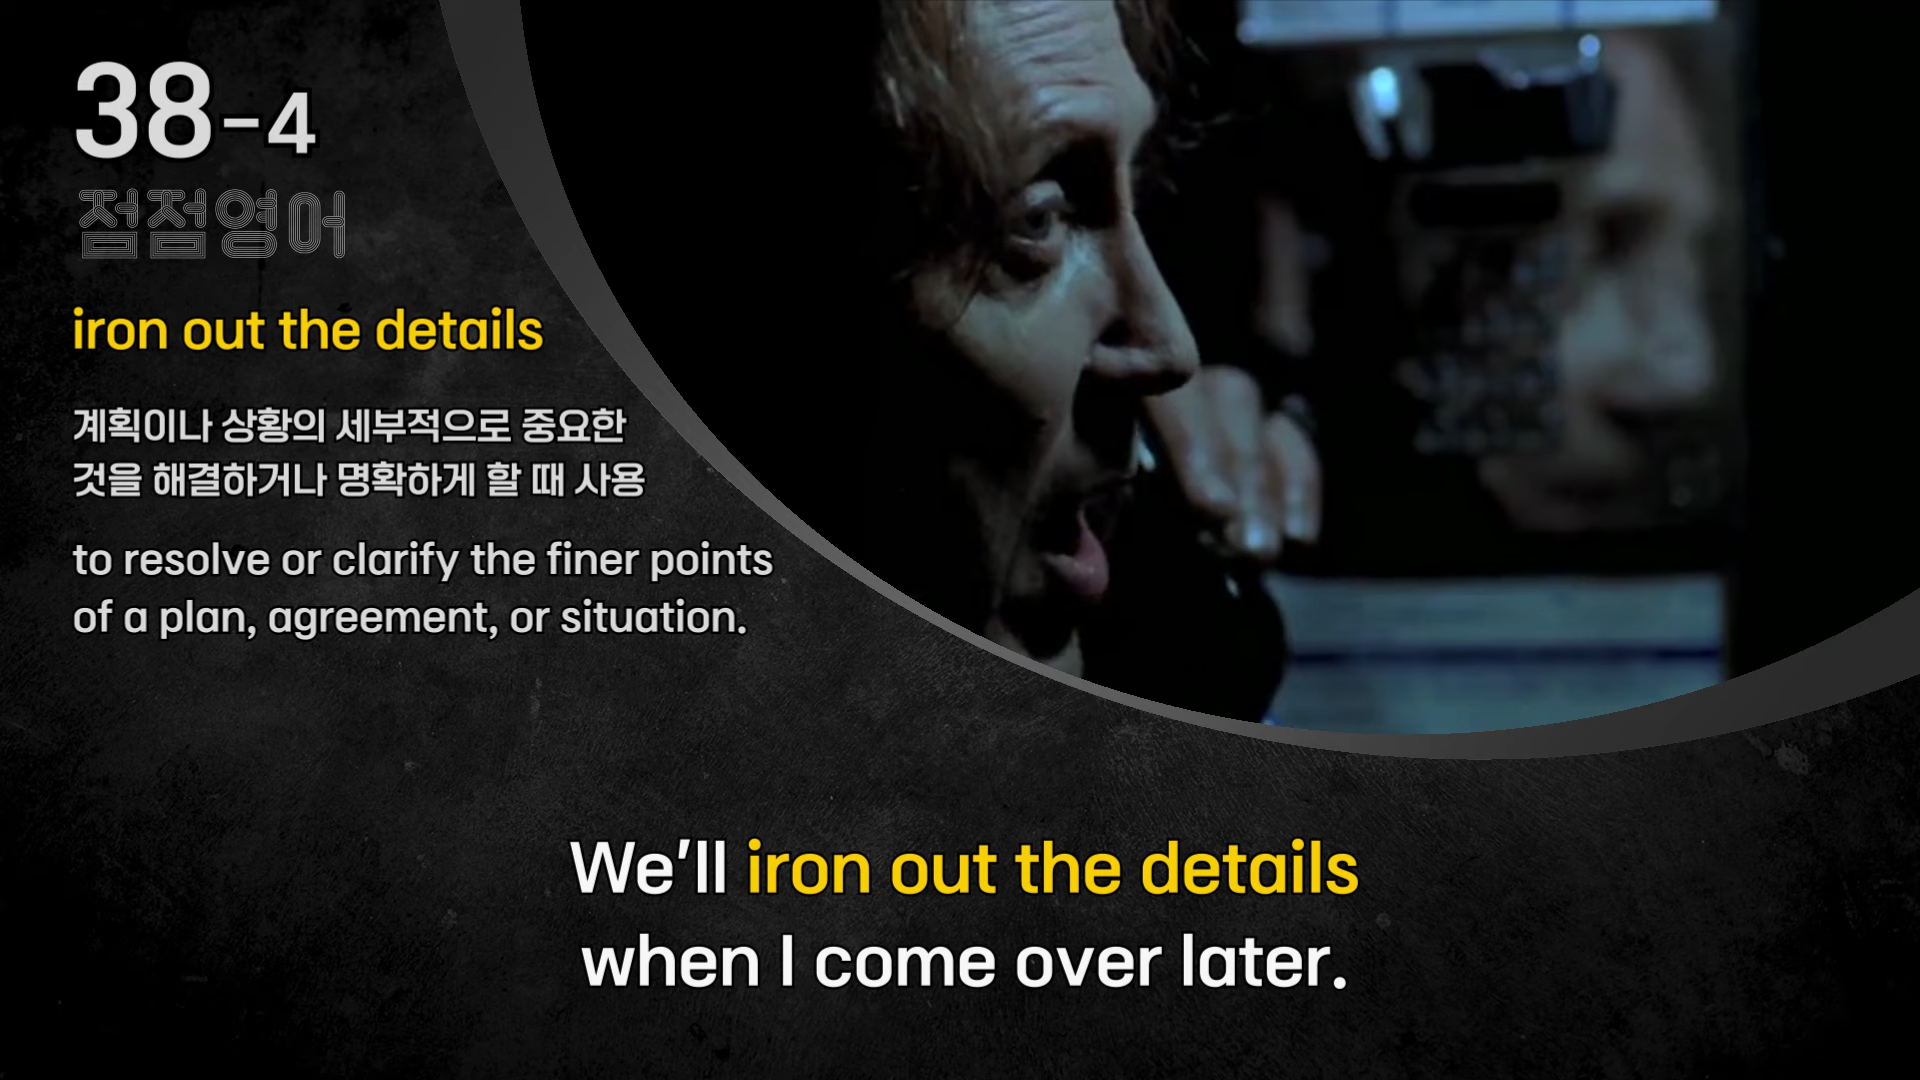 38-4
점점영어
iron out the details
계획이나 상황의 세부적으로 중요한
것을 해결하거나 명확하게 할 때 사용
to resolve or clarify the finer points
of a plan, agreement, or situation.
We'll iron out the details
when I come over later.